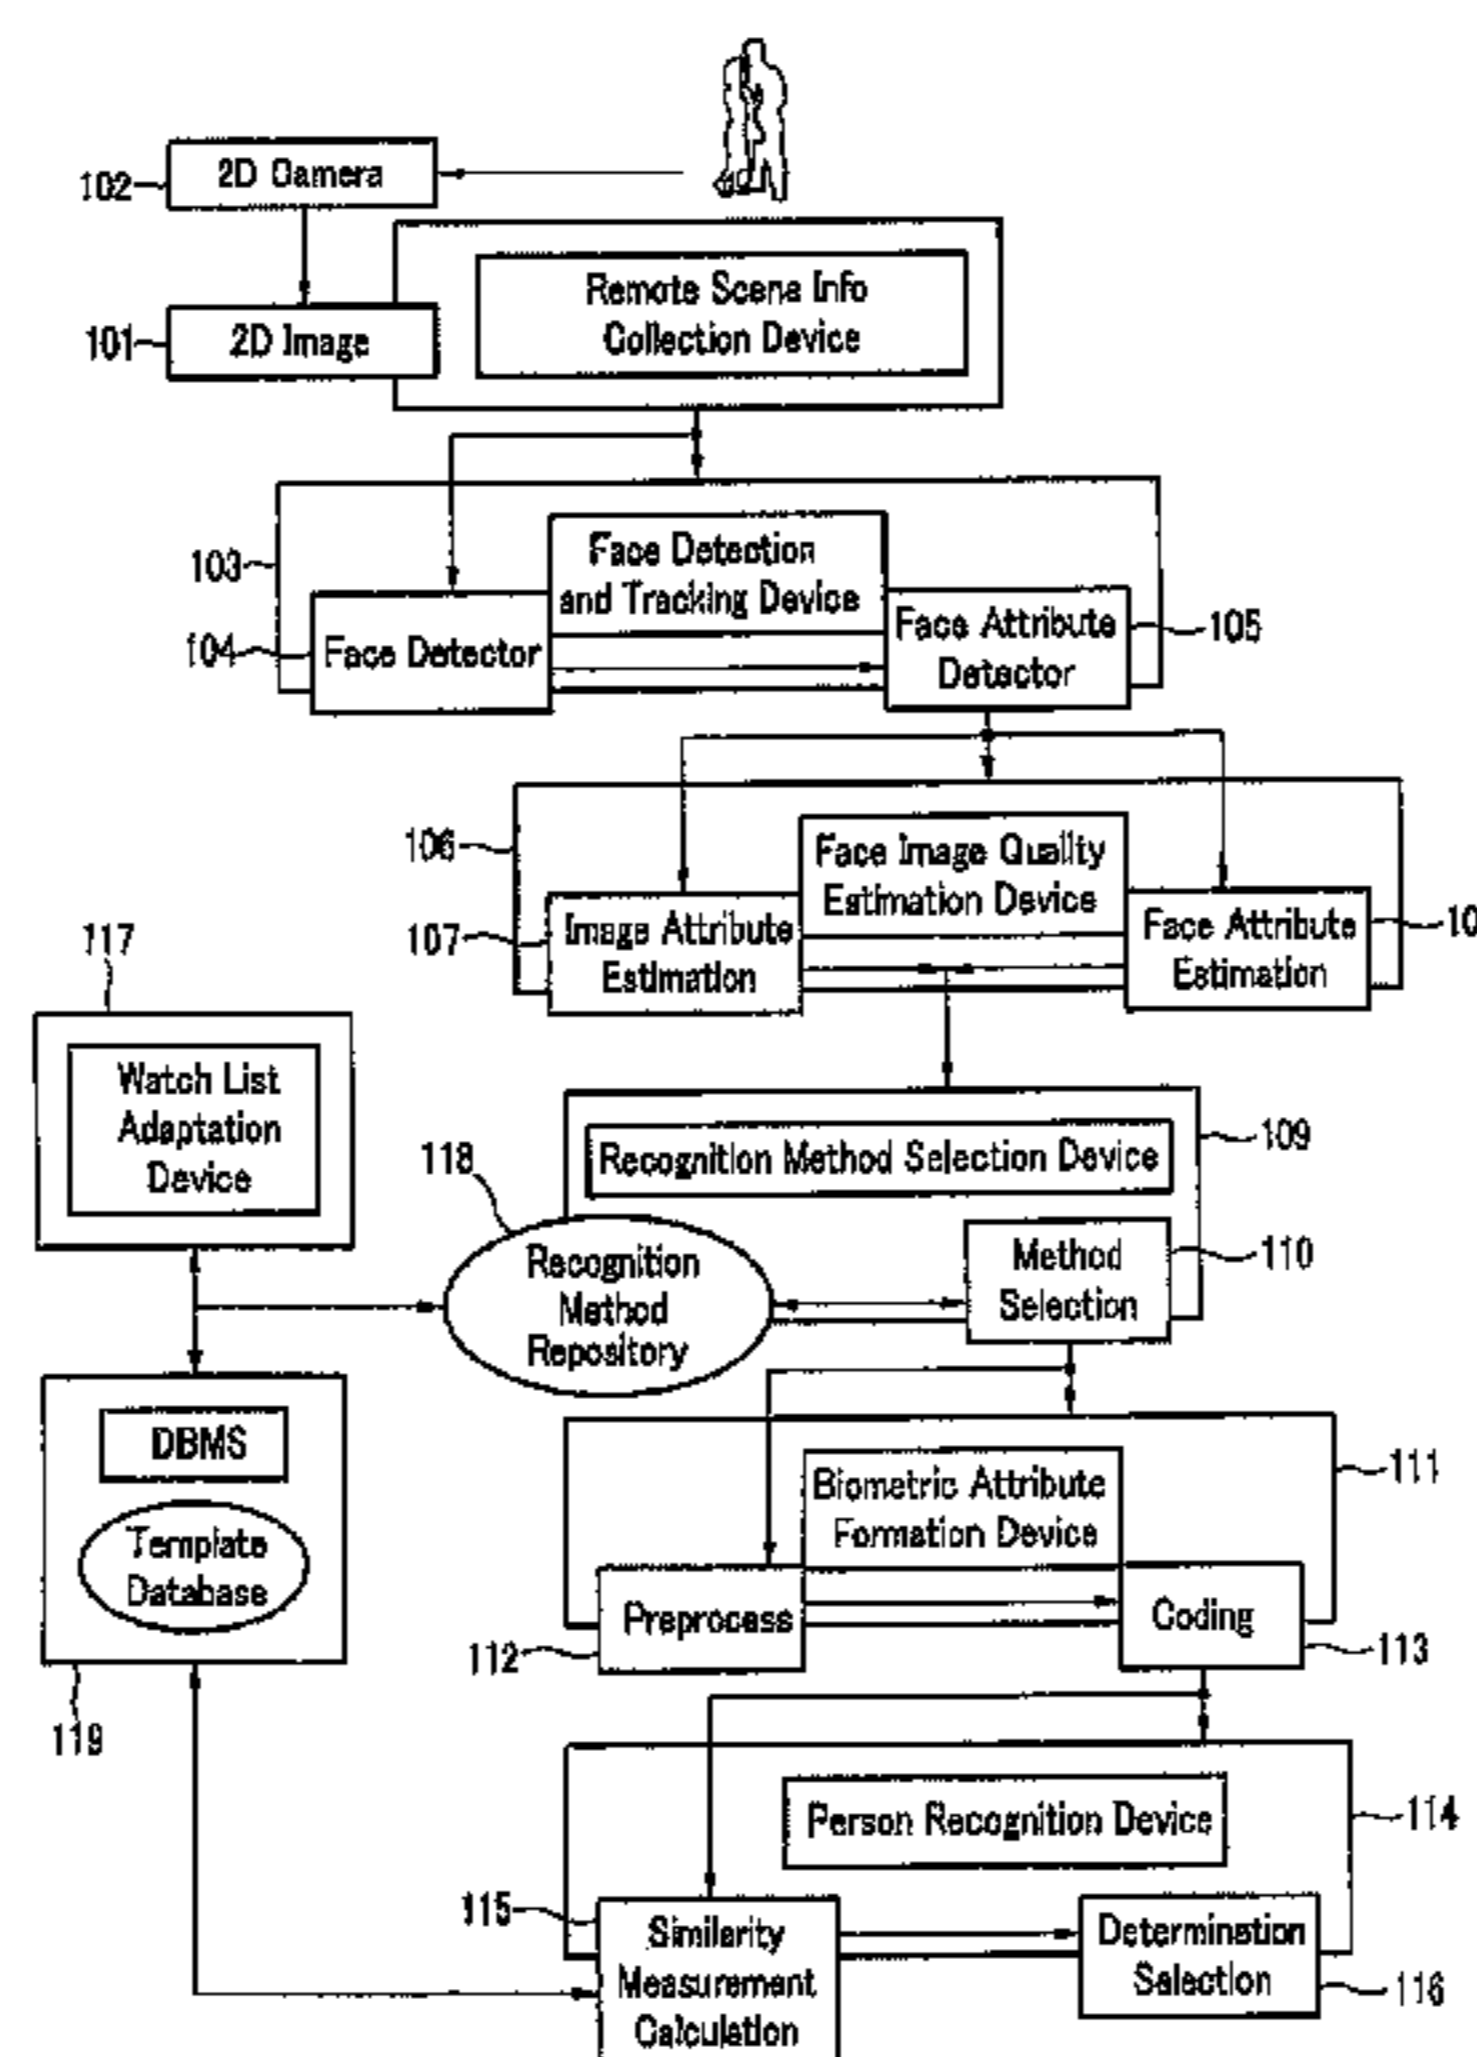 102
2D Camera
101
2D Image
Remote Scene Info
Collection Device
103
Face Detection
and Tracking Device
104
Face Detector
Face Attribute
Detector
105
106
Face Image Quality
Estimation Device
107
Image Attribute
Estimation
Face Attribute
Estimation
10
117
Watch List
Adaptation
Device
109
Recognition Method Selection Device
118
Recognition
Method
Repository
Method
Selection
110
DBMS
Template
Database
119
111
Biometric Attribute
Formation Device
Preprocess
112
Coding
113
114
Person Recognition Device
115
Similarity
Measurement
Calculation
Determination
Selection
116